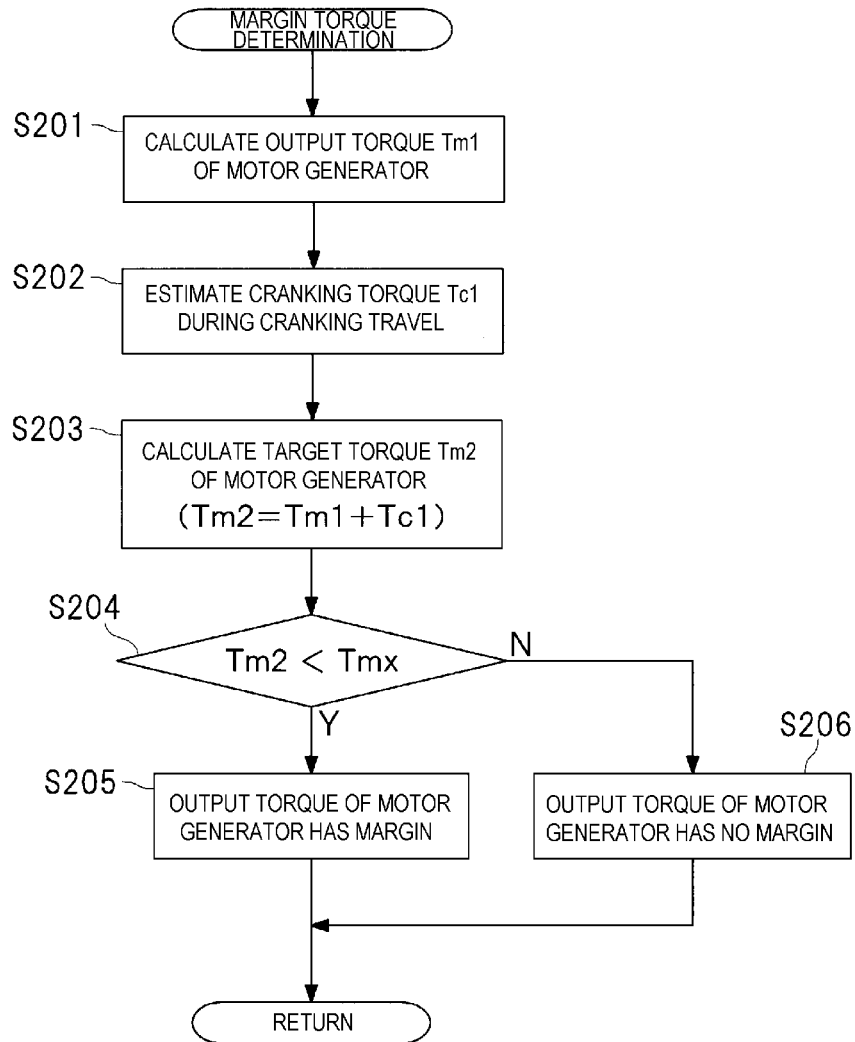 MARGIN TORQUE
DETERMINATION
S201
CALCULATE OUTPUT TORQUE Tm1
OF MOTOR GENERATOR
S202
ESTIMATE CRANKING TORQUE Tc1
DURING CRANKING TRAVEL
S203
CALCULATE TARGET TORQUE Tm2
OF MOTOR GENERATOR
(Tm2=Tm1+Tc1)
S204
Tm2 < Tmx
N
Y
S205
OUTPUT TORQUE OF MOTOR
GENERATOR HAS MARGIN
S206
OUTPUT TORQUE OF MOTOR
GENERATOR HAS NO MARGIN
RETURN